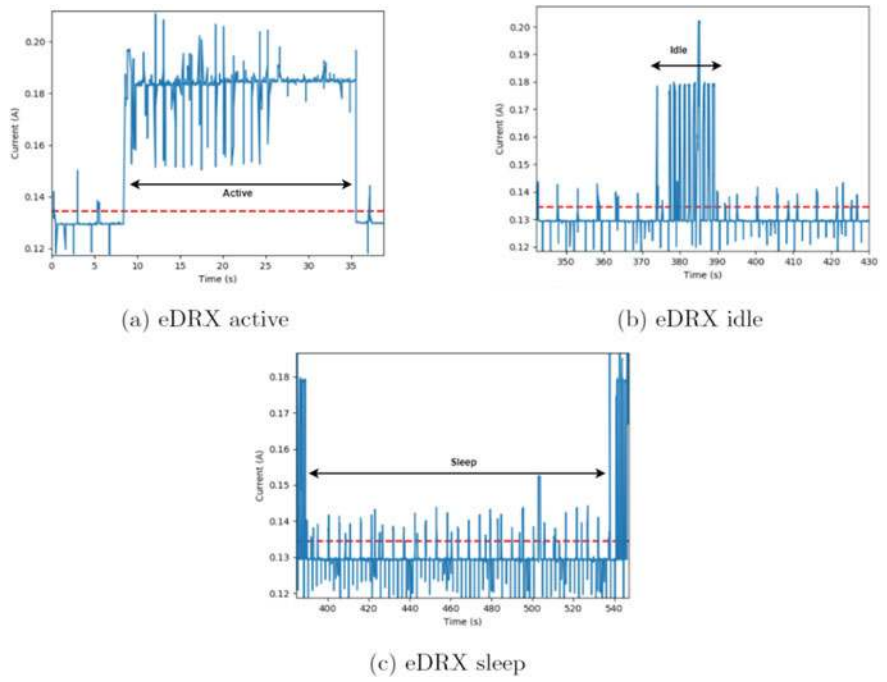 0.20
0.18
0.16
0.14
0.12
Current (A)
Active
0 5 10 15 20 25 30 35
Time (s)
(a) eDRX active
0.20
0.19
0.18
0.17
0.16
0.15
0.14
0.13
0.12
Current (A)
Idle
350 360 370 380 390 400 410 420 430
Time (s)
(b) eDRX idle
0.18
0.17
0.16
0.15
0.14
0.13
0.12
Current (A)
Sleep
400 420 440 460 480 500 520 540
Time (s)
(c) eDRX sleep